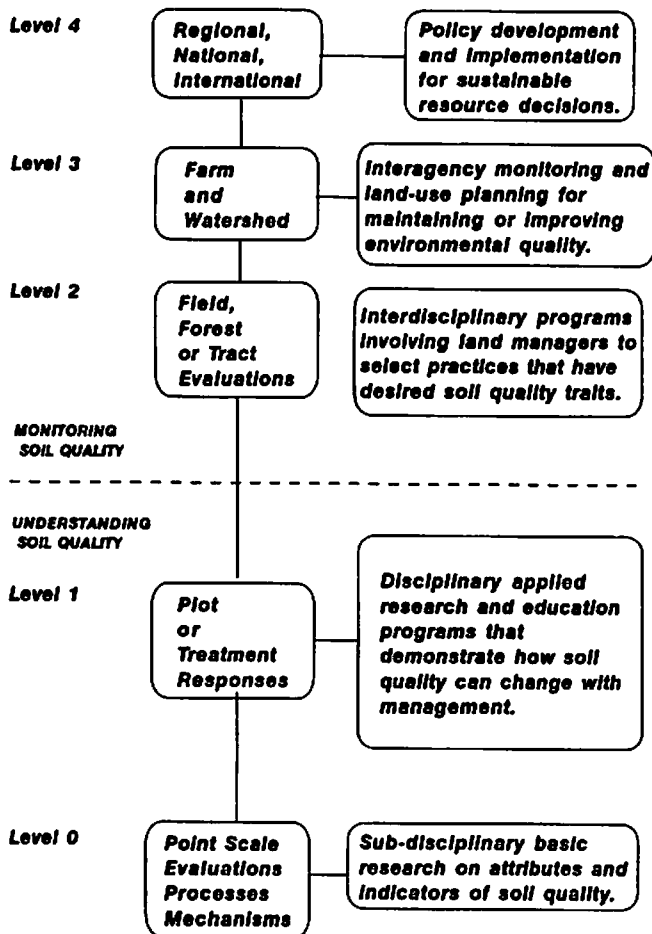 Level 4
Regional,
National,
International
Policy development
and implementation
for sustainable
resource decisions.
Level 3
Farm
and
Watershed
Interagency monitoring and
land-use planning for
maintaining or improving
environmental quality.
Level 2
Field,
Forest
or Tract
Evaluations
Interdisciplinary programs
involving land managers to
select practices that have
desired soil quality traits.
MONITORING
SOIL QUALITY
UNDERSTANDING
SOIL QUALITY
Level 1
Plot
or
Treatment
Responses
Disciplinary applied
research and education
programs that
demonstrate how soil
quality can change with
management.
Level 0
Point Scale
Evaluations
Processes
Mechanisms
Sub-disciplinary basic
research on attributes and
indicators of soil quality.